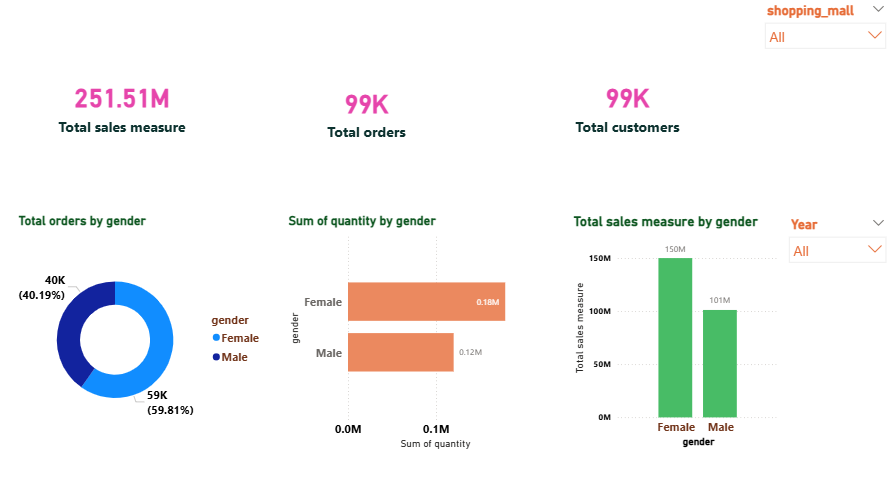 shopping_mall
All
251.51M
Total sales measure
99K
Total orders
99K
Total customers
Total orders by gender
40K
(40.19%)
59K
(59.81%)
gender
Female
Male
Sum of quantity by gender
gender
Female
0.18M
Male
0.12M
0.0M
0.1M
Sum of quantity
Total sales measure by gender
Total sales measure
150M
100M
50M
0M
150M
101M
Female
Male
gender
Year
All